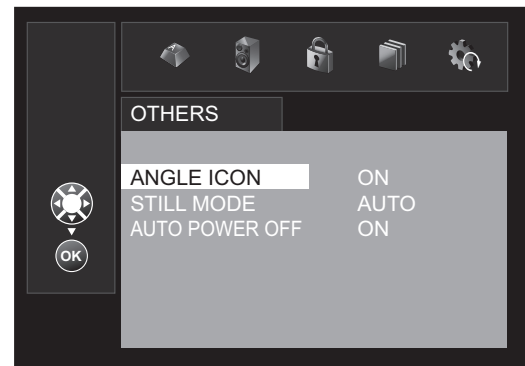 A
OTHERS
ANGLE ICON ON
STILL MODE AUTO
AUTO POWER OFF ON
OK